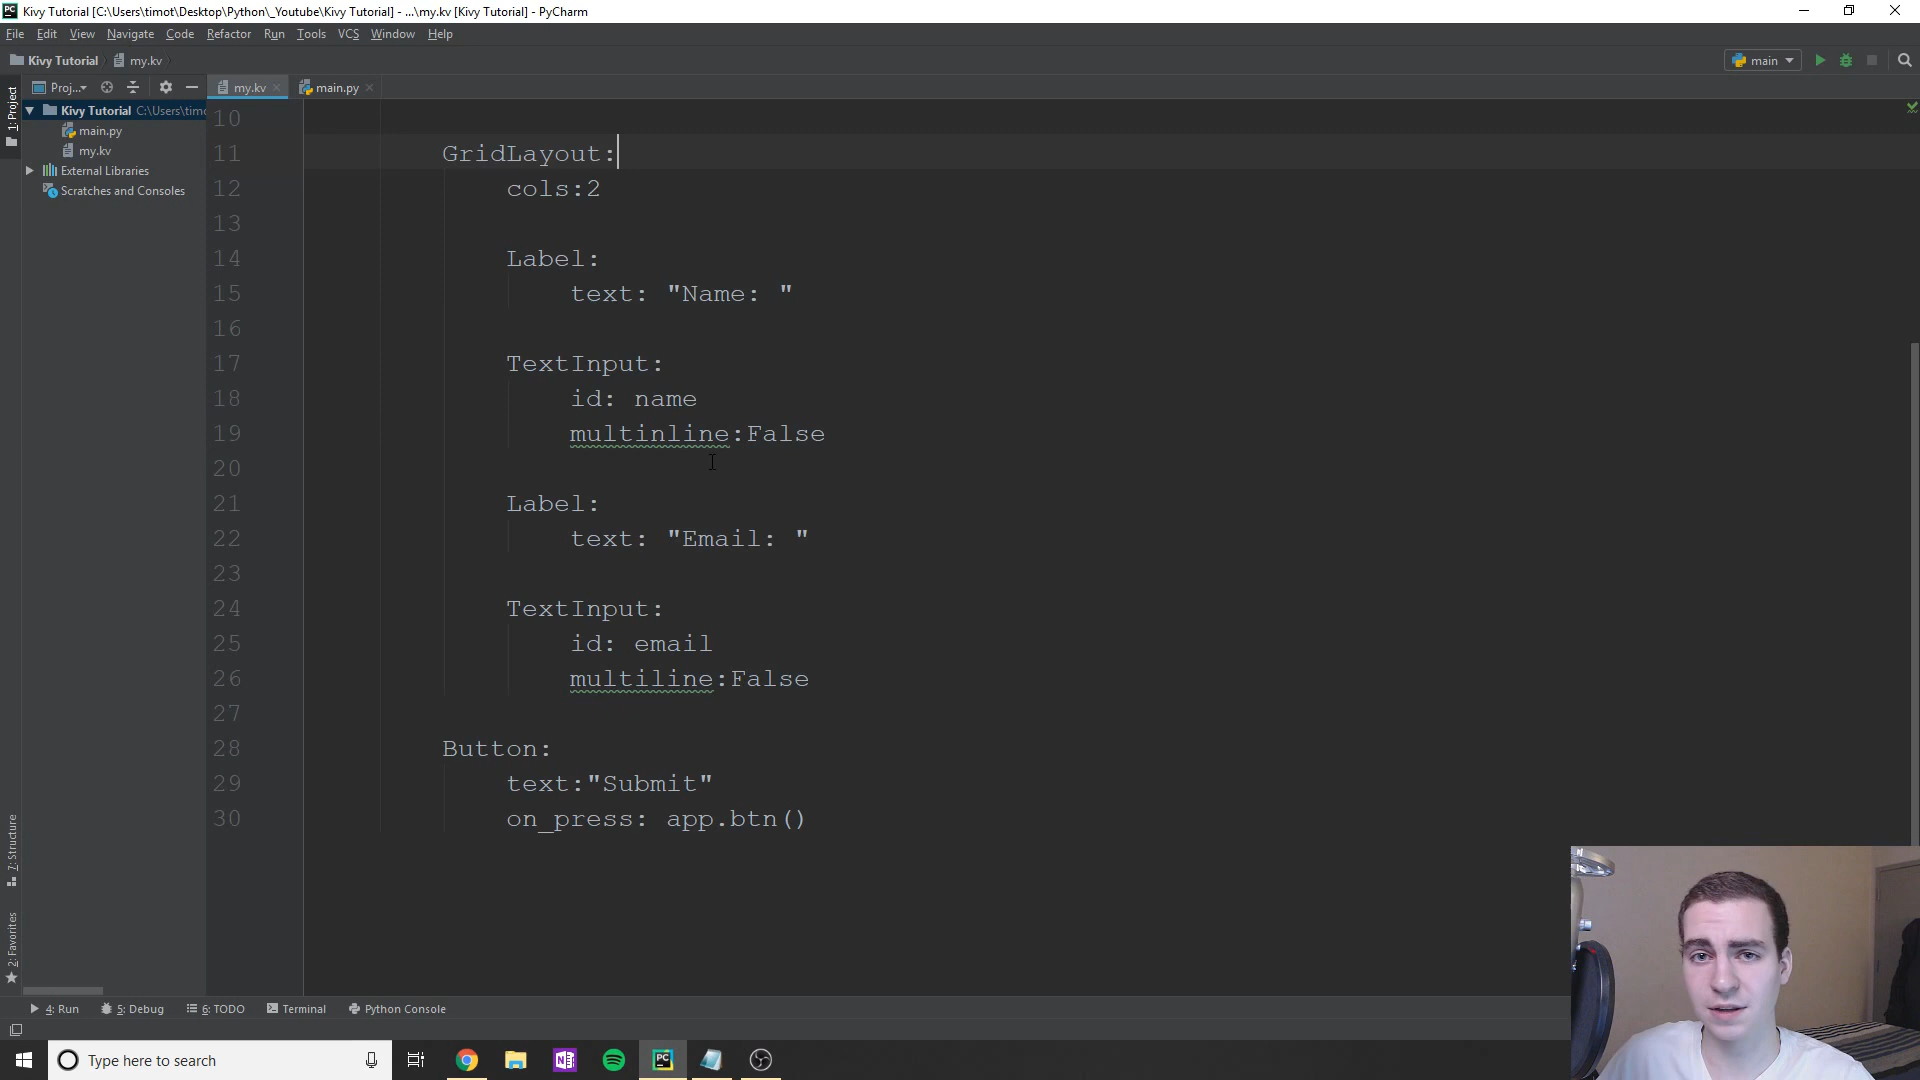 Kivy Tutorial [C:\Users\timot\Desktop\Python\_Youtube\Kivy Tutorial] - ...\my.kv [Kivy Tutorial] - PyCharm
File Edit View Navigate Code Refactor Run Tools VCS Window Help
Kivy Tutorial my.kv main
1: Project
Proj... my.kv main.py
Kivy Tutorial C:\Users\timo
main.py
my.kv
External Libraries
Scratches and Consoles
10
11 GridLayout:
12 cols:2
13
14 Label:
15 text: "Name: "
16
17 TextInput:
18 id: name
19 multinline:False
20
21 Label:
22 text: "Email: "
23
24 TextInput:
25 id: email
26 multiline:False
27
28 Button:
29 text:"Submit"
30 on_press: app.btn()
7: Structure
2: Favorites
4: Run 5: Debug 6: TODO Terminal Python Console
Type here to search